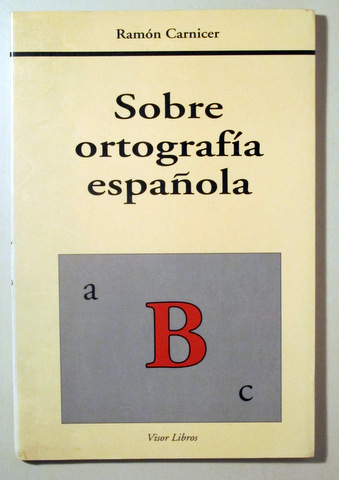 Ramón Carnicer
Sobre
ortografía
española
a
B
c
Visor Libros